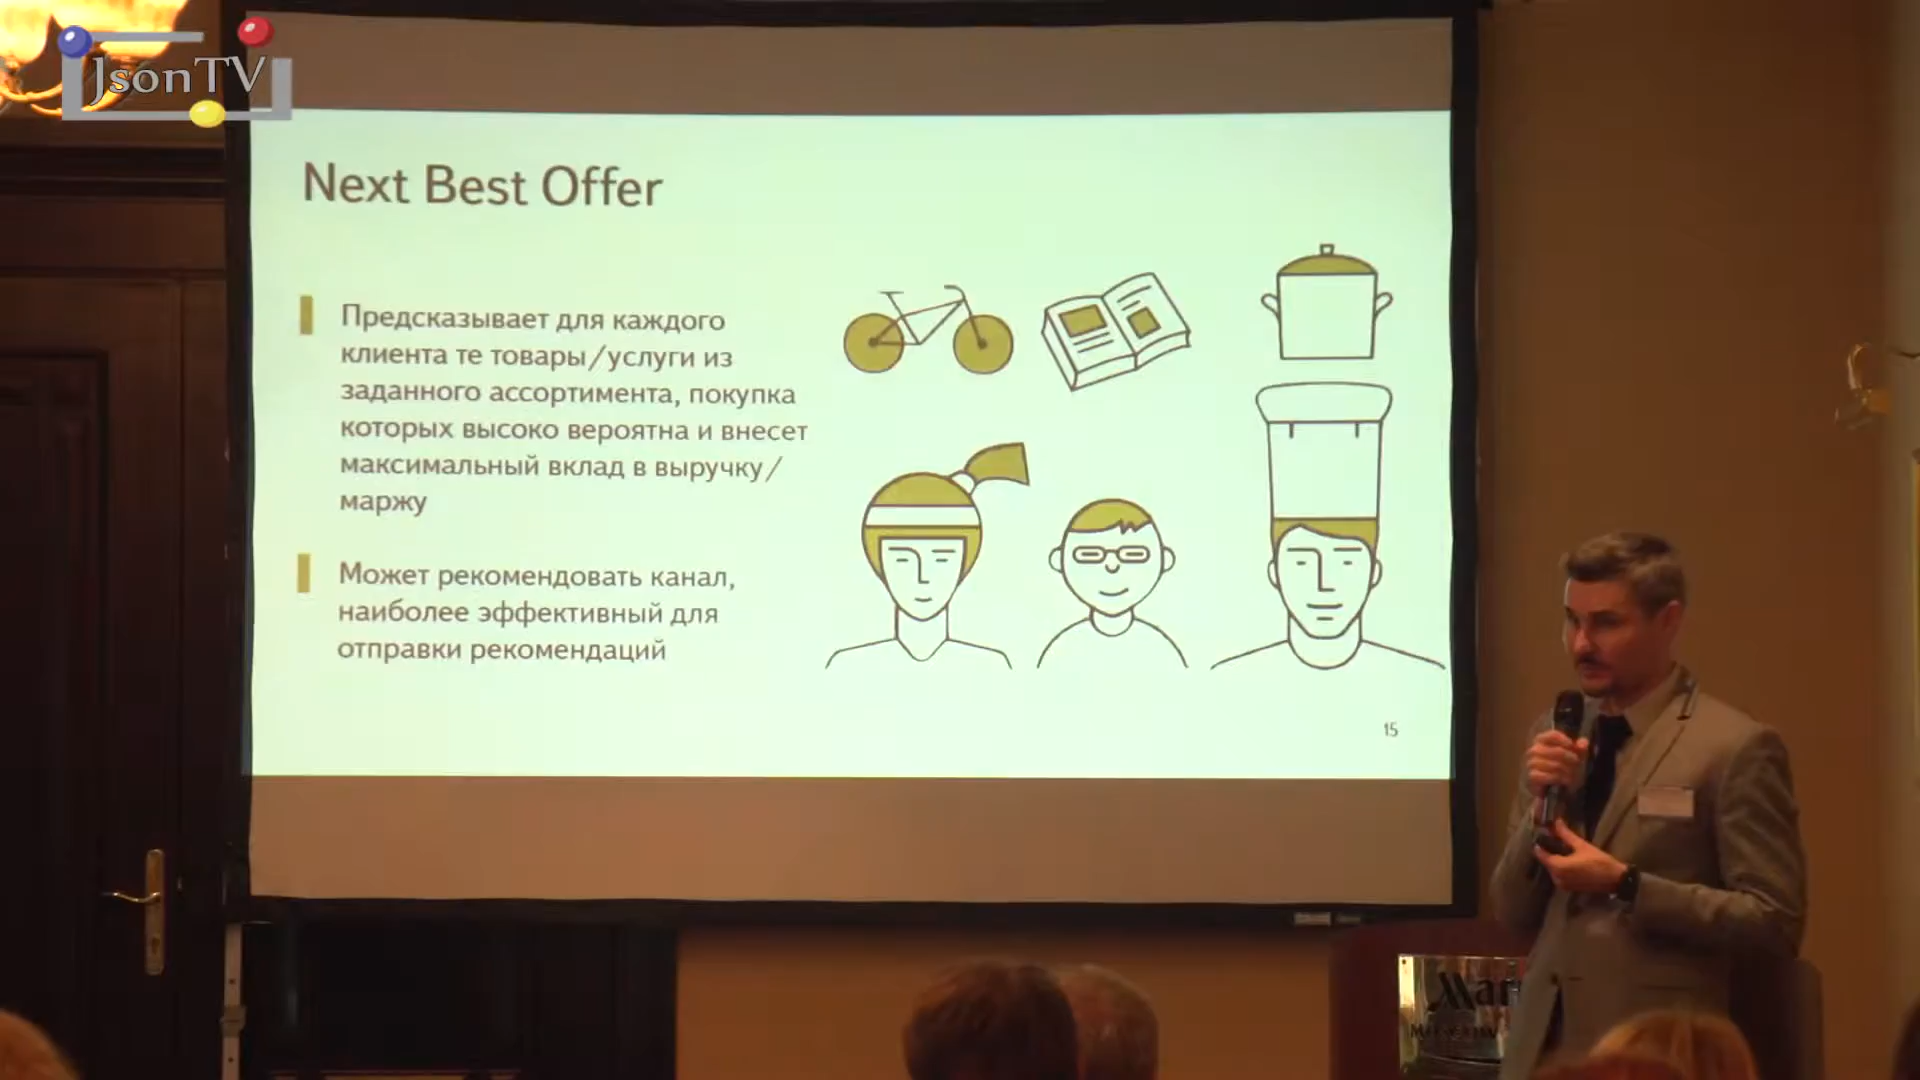 JsonTV
Next Best Offer
Предсказывает для каждого
клиента те товары/услуги из
заданного ассортимента, покупка
которых высоко вероятна и внесет
максимальный вклад в выручку/
маржу
Может рекомендовать канал,
наиболее эффективный для
отправки рекомендаций
15